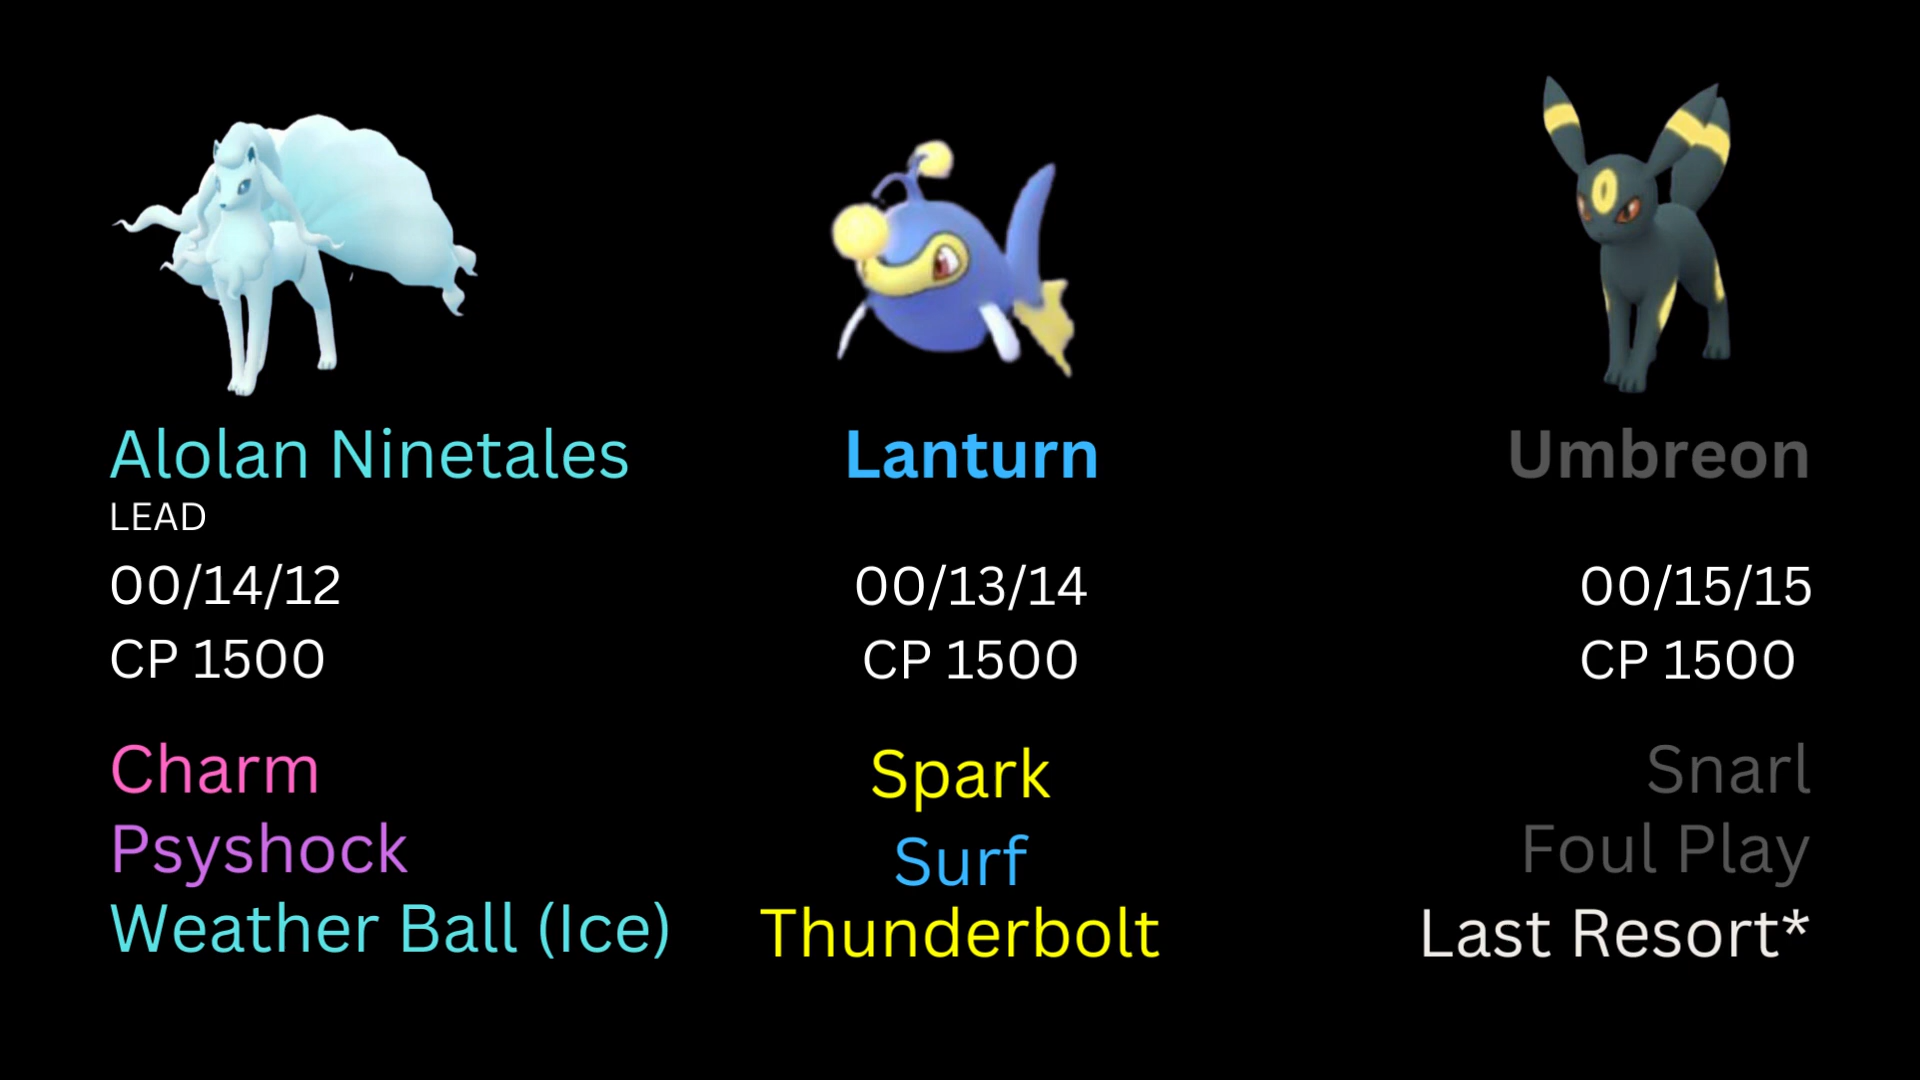 Alolan Ninetales
LEAD
00/14/12
CP 1500
Charm
Psyshock
Weather Ball (Ice)
Lanturn
00/13/14
CP 1500
Spark
Surf
Thunderbolt
Umbreon
00/15/15
CP 1500
Snarl
Foul Play
Last Resort*